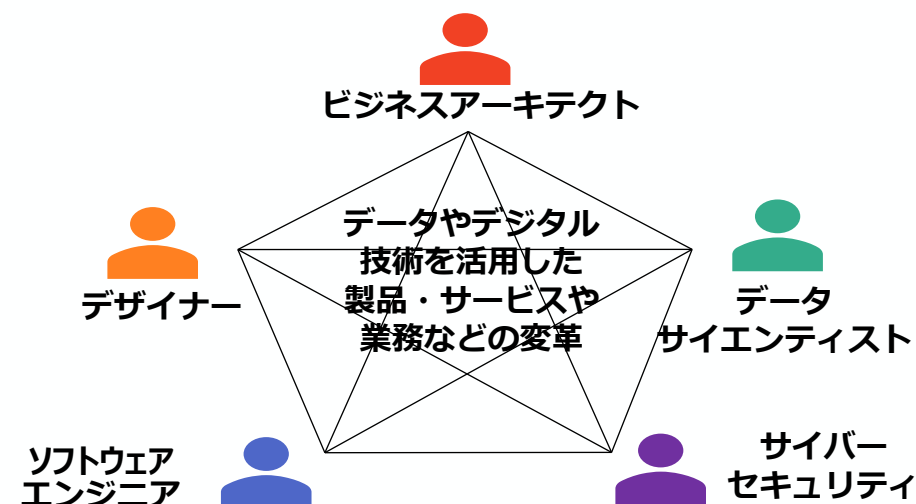 ビジネスアーキテクト
データやデジタル
技術を活用した
製品・サービスや
業務などの変革
デザイナー
データ
サイエンティスト
ソフトウェア
エンジニア
サイバー
セキュリティ